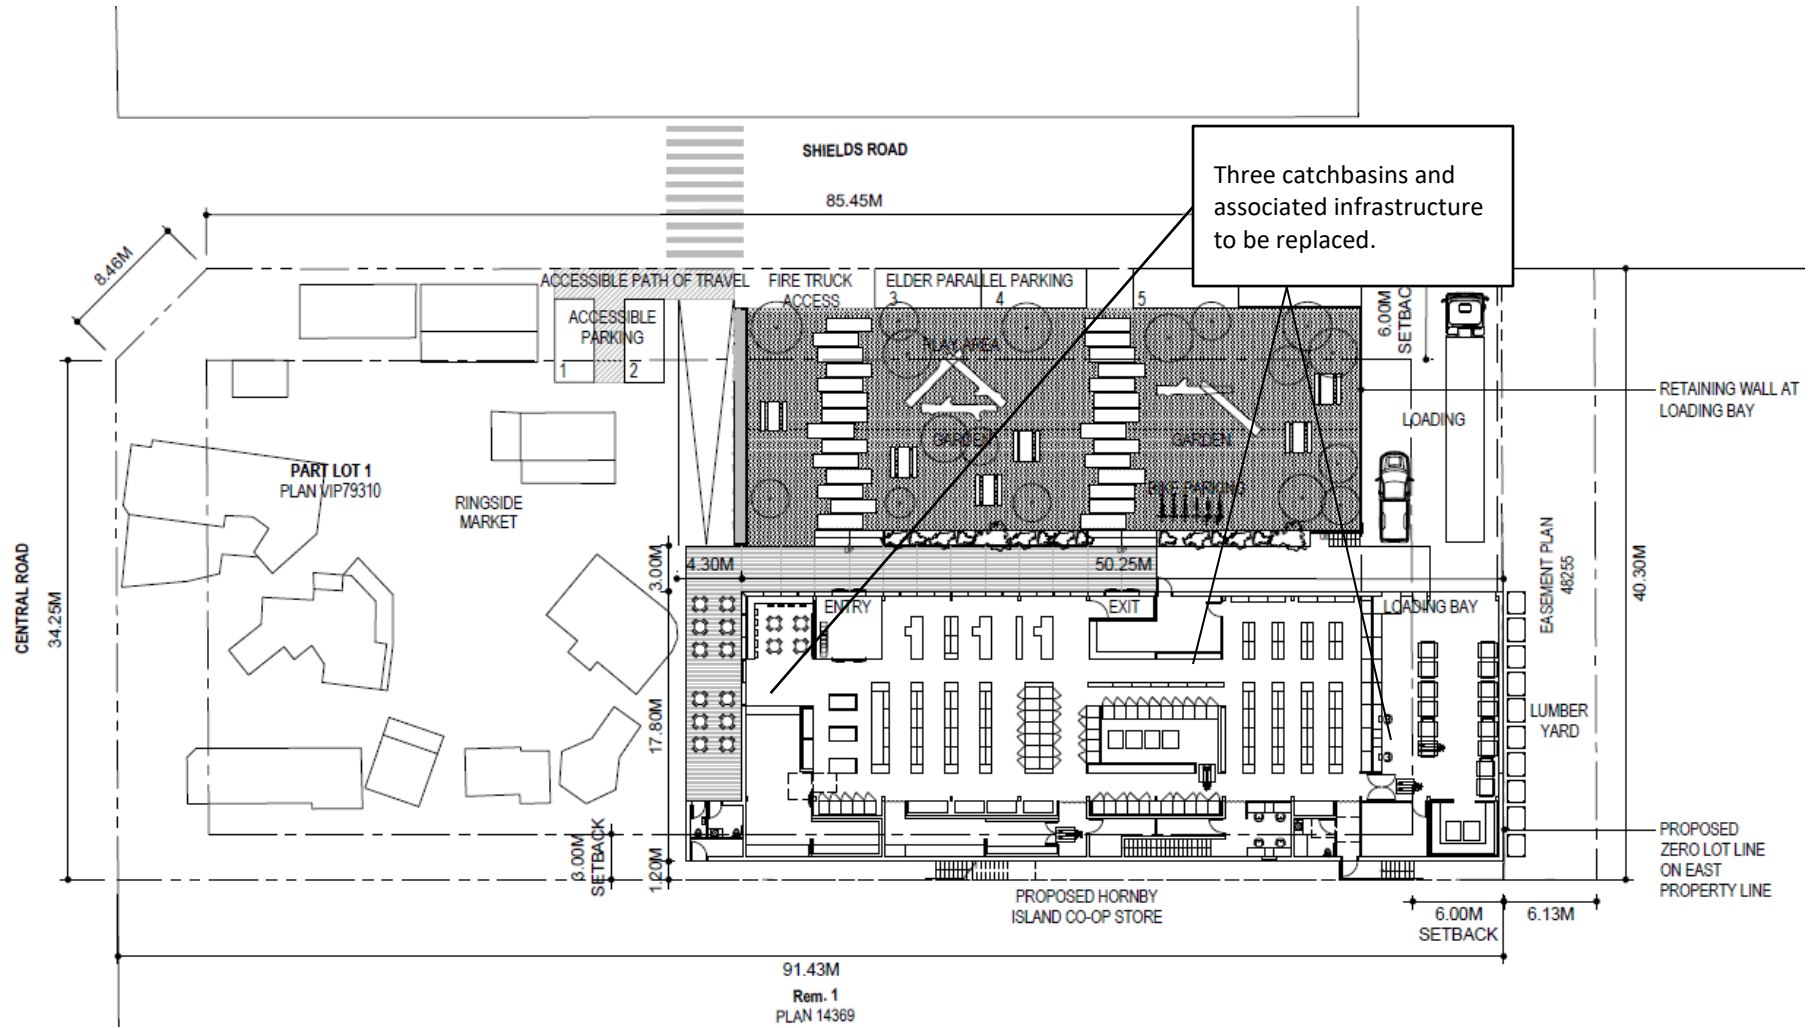 SHIELDS ROAD
85.45M
Three catchbasins and
associated infrastructure
to be replaced.
8.46M
ACCESSIBLE PATH OF TRAVEL
FIRE TRUCK
ACCESS
ELDER PARALLEL PARKING
3
4
5
ACCESSIBLE
PARKING
1
2
6.00M
SETBAC
PLAY AREA
RETAINING WALL AT
LOADING BAY
LOADING
GARDEN
GARDEN
PART LOT 1
PLAN VIP79310
RINGSIDE
MARKET
BIKE PARKING
CENTRAL ROAD
34.25M
EASEMENT PLAN
48255
40.30M
3.00M
4.30M
50.25M
UP
UP
ENTRY
EXIT
LOADING BAY
17.80M
LUMBER
YARD
3.00M
SETBACK
1.20M
PROPOSED
ZERO LOT LINE
ON EAST
PROPERTY LINE
PROPOSED HORNBY
ISLAND CO-OP STORE
6.00M
SETBACK
6.13M
91.43M
Rem. 1
PLAN 14369